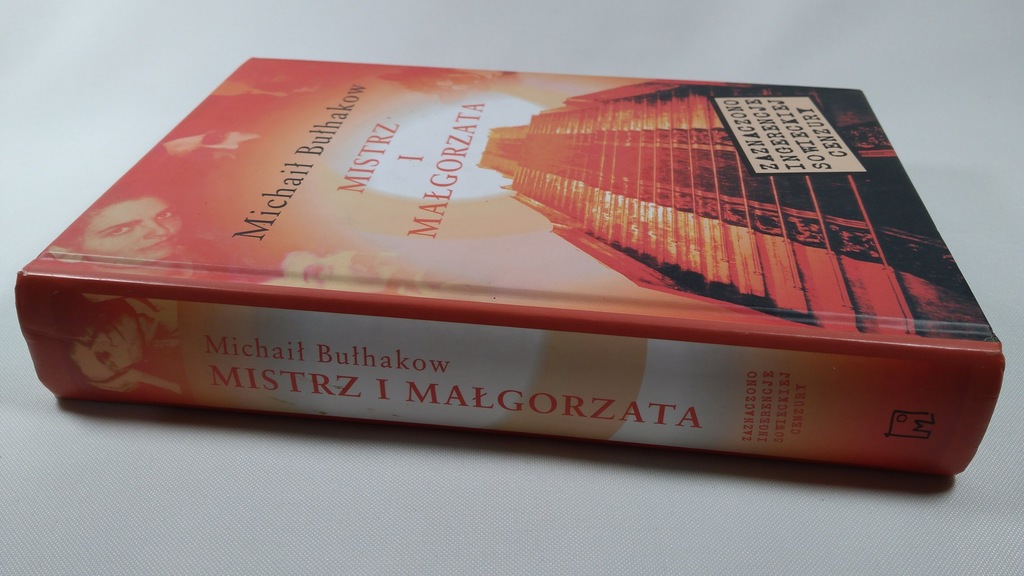 Michaił Bułhakow
MISTRZ
I
MAŁGORZATA
ZAZNACZONO
INGERENCJE
SOWIECKIEJ
CENZURY
Michaił Bułhakow
MISTRZ I MAŁGORZATA
ZAZNACZONO
INGERENCJE
SOWIECKIEJ
CENZURY